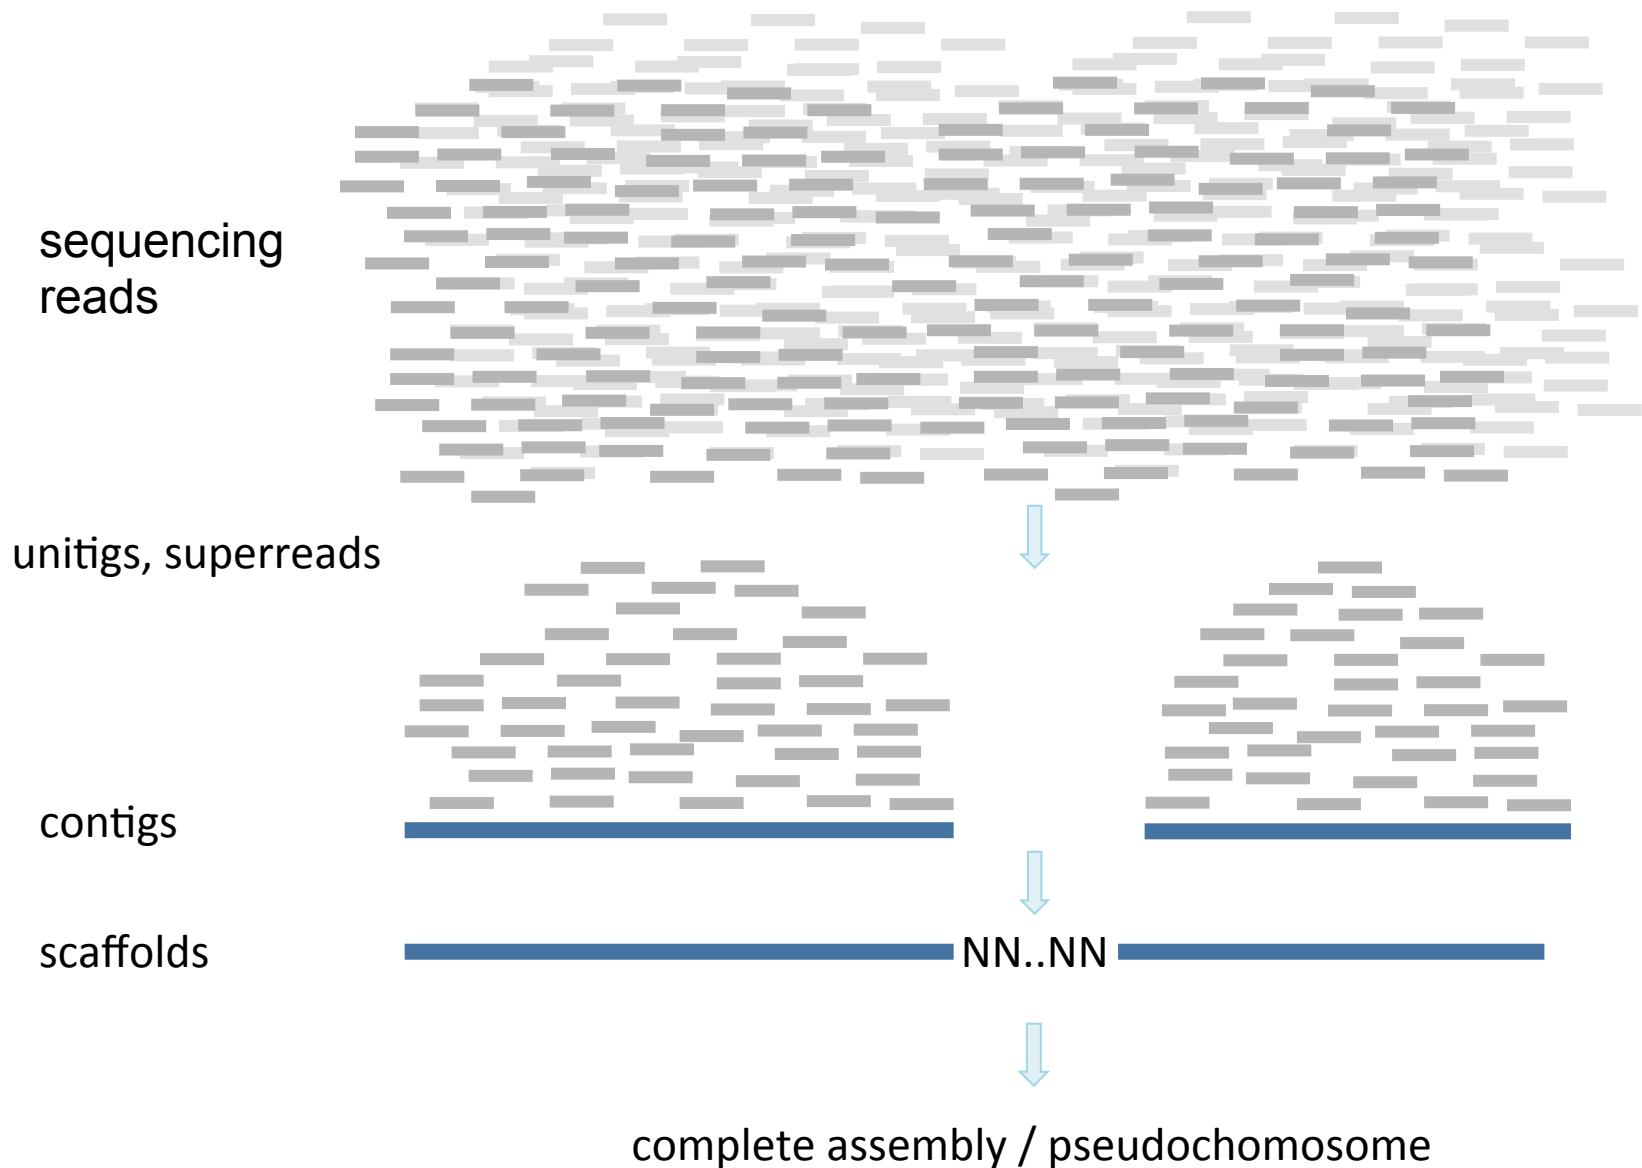 sequencing
reads
unitigs, superreads
contigs
scaffolds
NN..NN
complete assembly / pseudochomosome